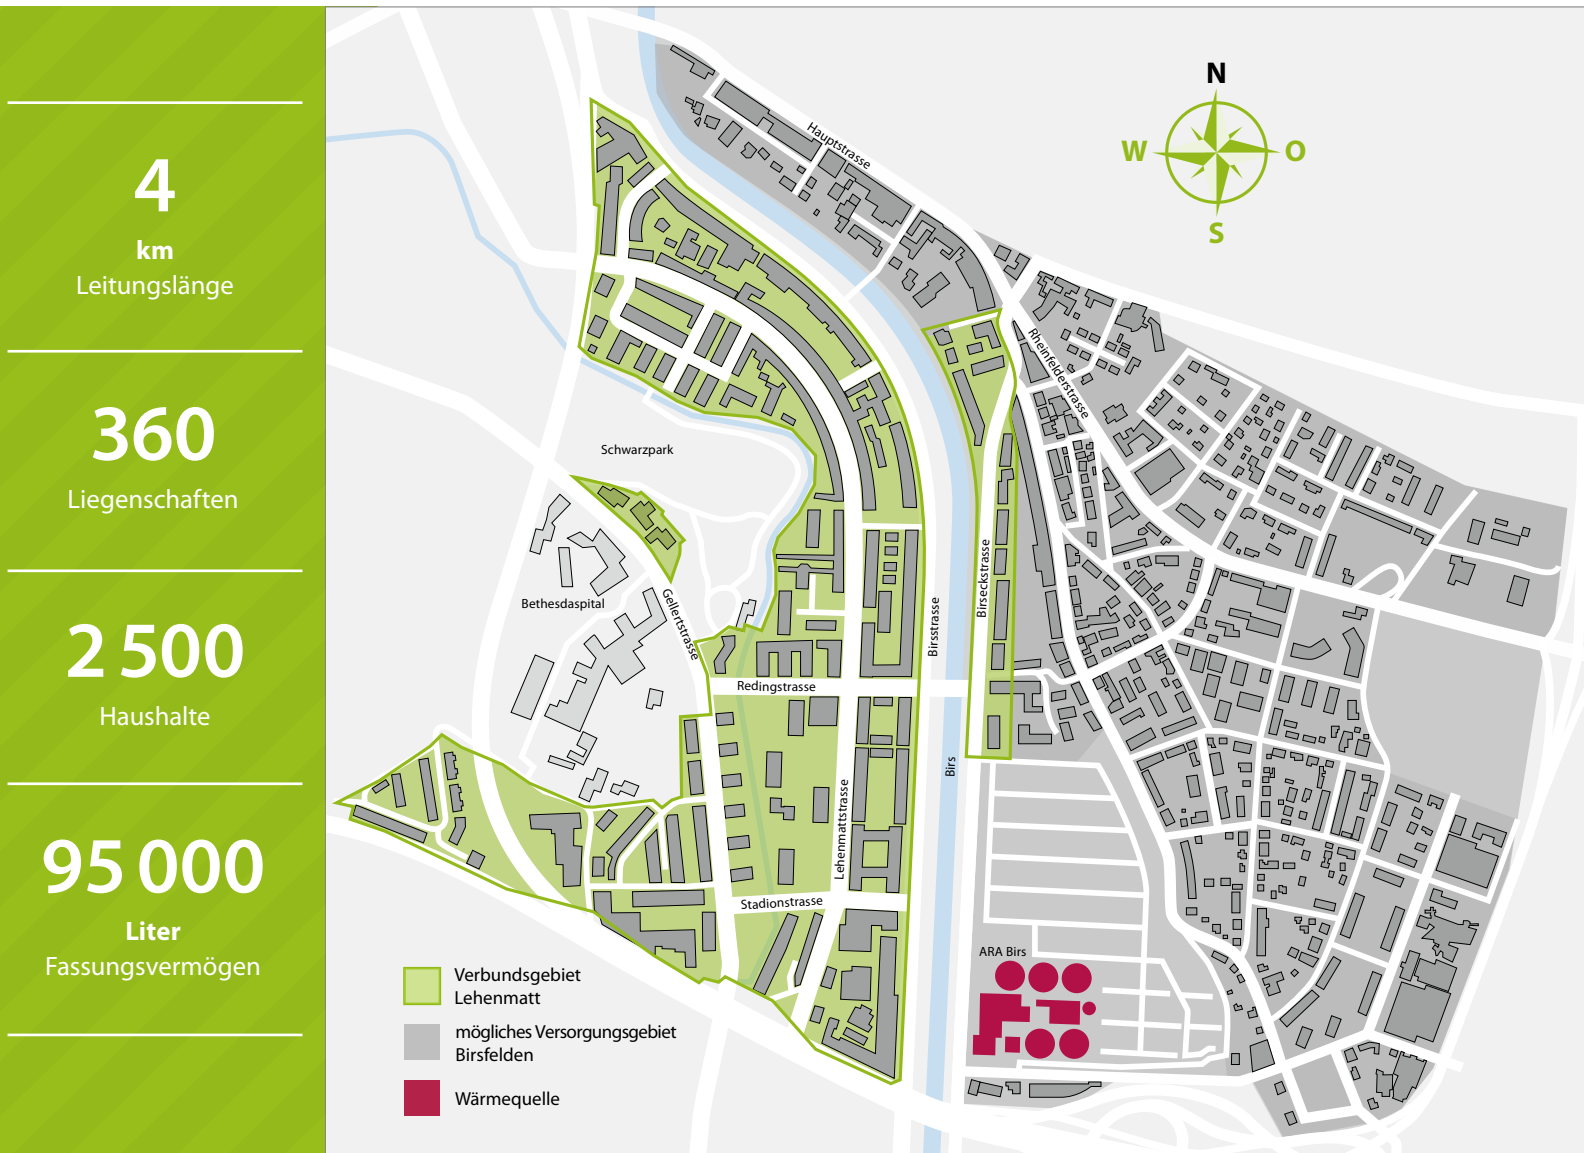 4
km
Leitungslänge
360
Liegenschaften
2 500
Haushalte
95 000
Liter
Fassungsvermögen
N
W
O
S
Hauptstrasse
Rheinfelderstrasse
Schwarzpark
Bethesdaspital
Gellertstrasse
Birseckstrasse
Birsstrasse
Redingstrasse
Birs
Lehenmattstrasse
Stadionstrasse
ARA Birs
Verbundsgebiet
Lehenmatt
mögliches Versorgungsgebiet
Birsfelden
Wärmequelle